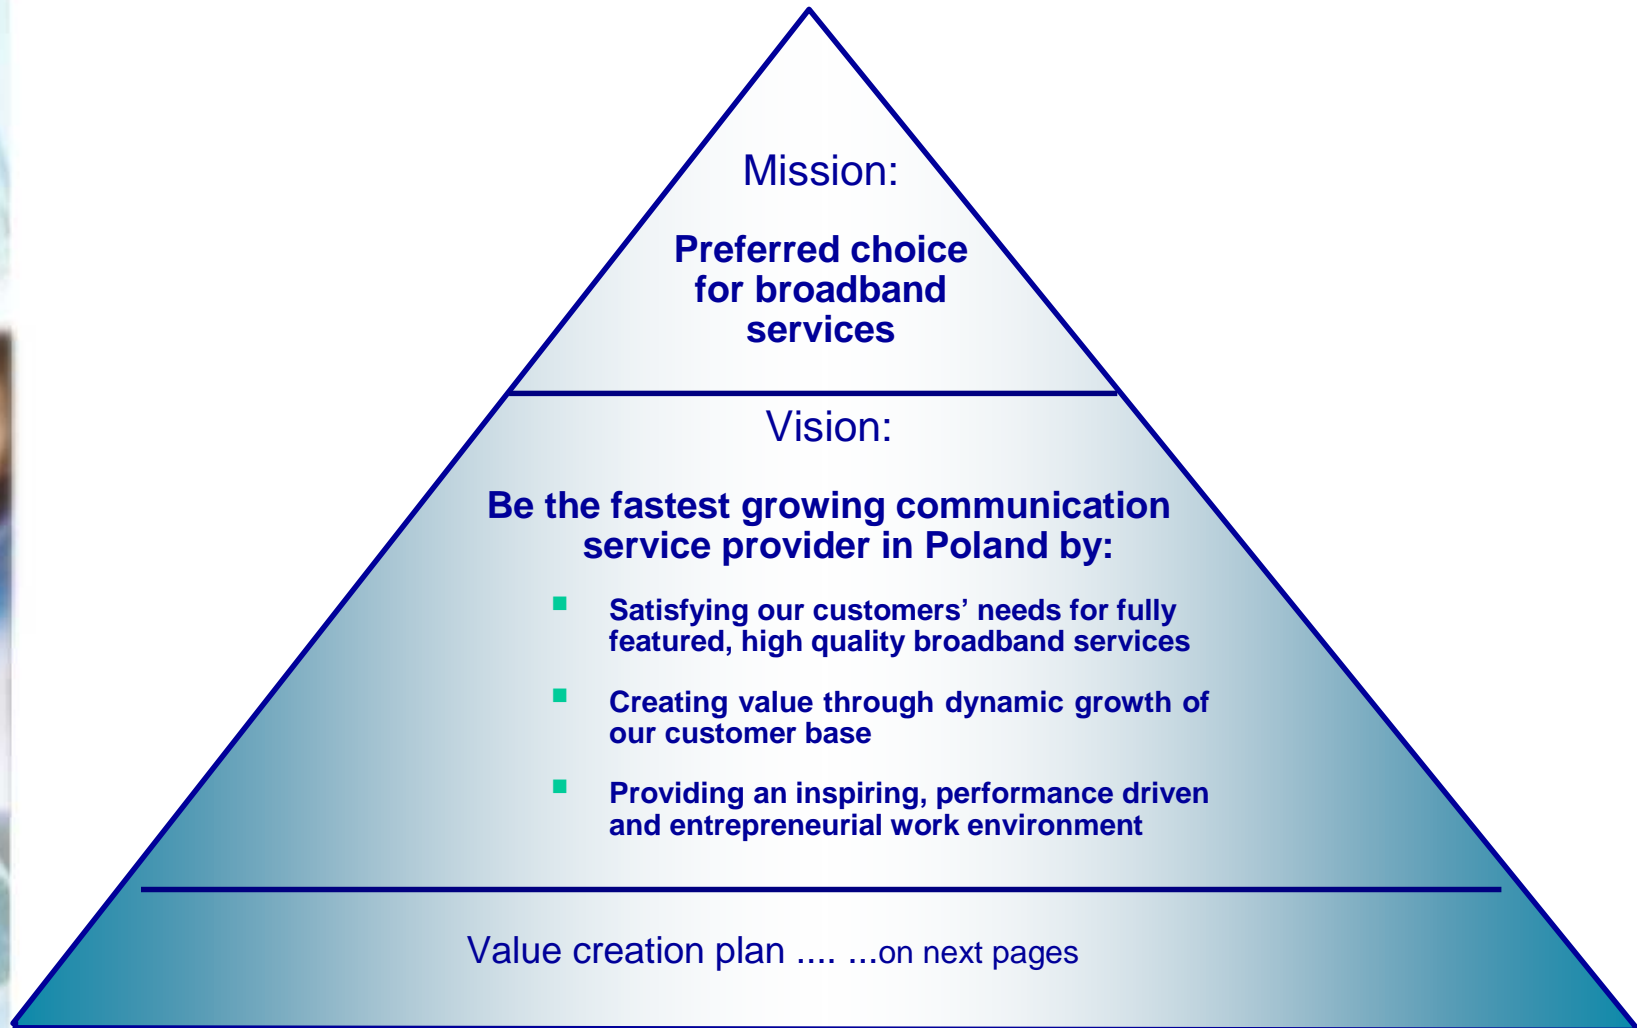 Mission:
Preferred choice
for broadband
services
Vision:
Be the fastest growing communication
service provider in Poland by:
Satisfying our customers’ needs for fully
featured, high quality broadband services
Creating value through dynamic growth of
our customer base
Providing an inspiring, performance driven
and entrepreneurial work environment
Value creation plan .... ...on next pages